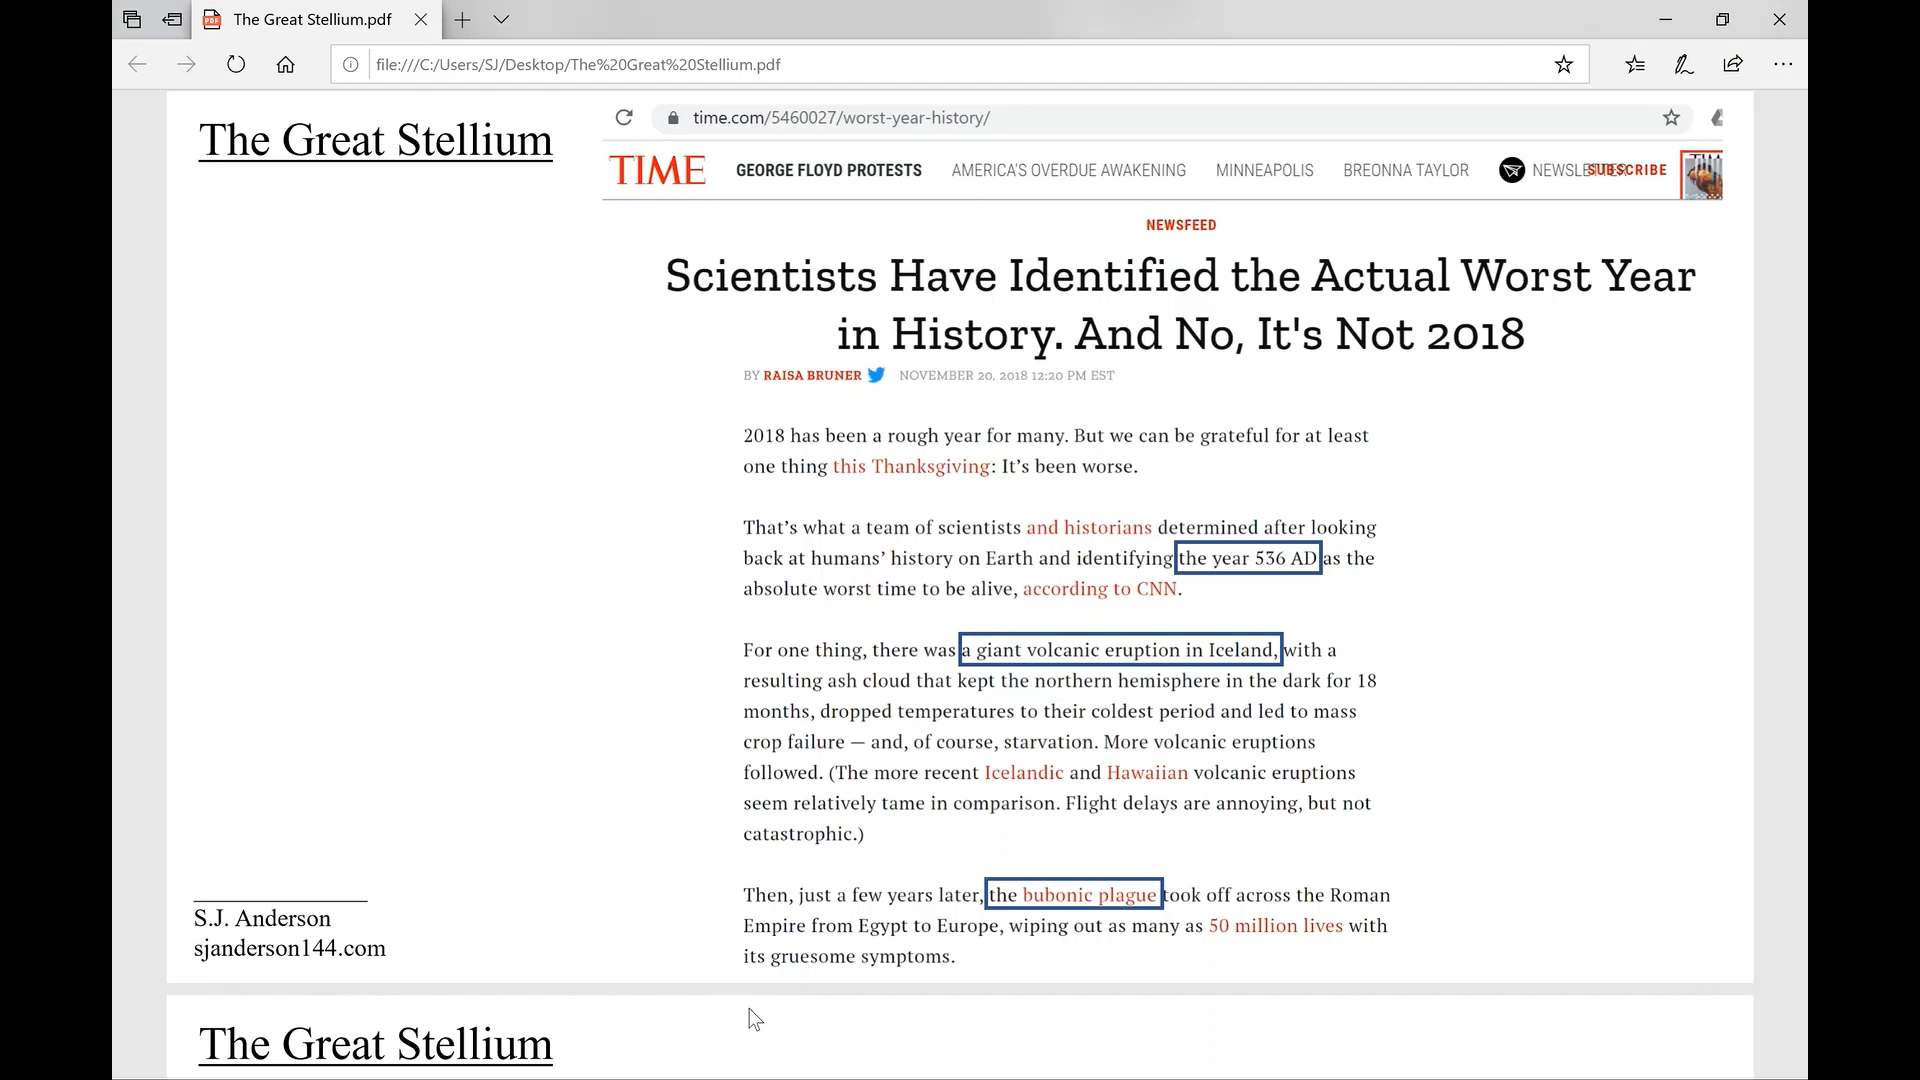 The Great Stellium.pdf
file:///C:/Users/SJ/Desktop/The%20Great%20Stellium.pdf
The Great Stellium
time.com/5460027/worst-year-history/
TIME GEORGE FLOYD PROTESTS AMERICA'S OVERDUE AWAKENING MINNEAPOLIS BREONNA TAYLOR NEWSLETTER SUBSCRIBE
NEWSFEED
Scientists Have Identified the Actual Worst Year
in History. And No, It's Not 2018
BY RAISA BRUNER NOVEMBER 20, 2018 12:20 PM EST
2018 has been a rough year for many. But we can be grateful for at least
one thing this Thanksgiving: It’s been worse.
That’s what a team of scientists and historians determined after looking
back at humans’ history on Earth and identifying the year 536 AD as the
absolute worst time to be alive, according to CNN.
For one thing, there was a giant volcanic eruption in Iceland, with a
resulting ash cloud that kept the northern hemisphere in the dark for 18
months, dropped temperatures to their coldest period and led to mass
crop failure — and, of course, starvation. More volcanic eruptions
followed. (The more recent Icelandic and Hawaiian volcanic eruptions
seem relatively tame in comparison. Flight delays are annoying, but not
catastrophic.)
Then, just a few years later, the bubonic plague took off across the Roman
Empire from Egypt to Europe, wiping out as many as 50 million lives with
its gruesome symptoms.
S.J. Anderson
sjanderson144.com
The Great Stellium